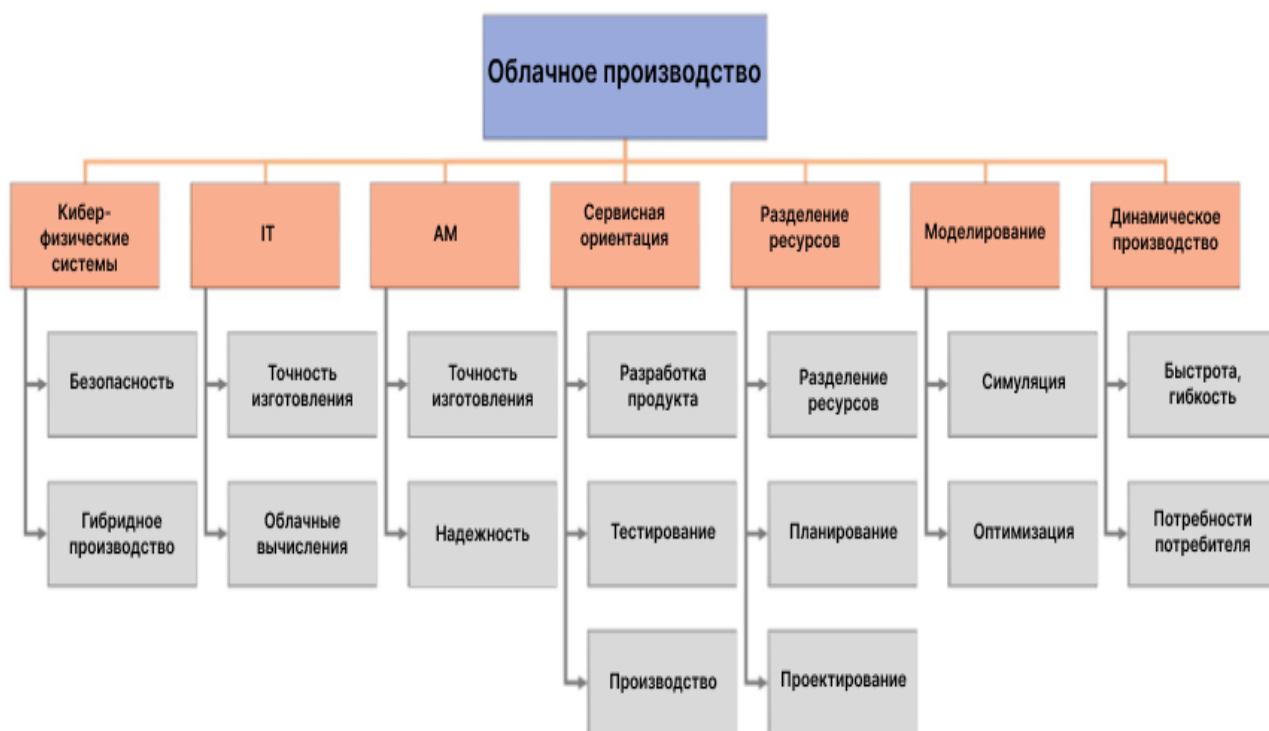 Облачное производство
Кибер-
физические
системы
IT
AM
Сервисная
ориентация
Разделение
ресурсов
Моделирование
Динамическое
производство
Безопасность
Точность
изготовления
Точность
изготовления
Разработка
продукта
Разделение
ресурсов
Симуляция
Быстрота,
гибкость
Гибридное
производство
Облачные
вычисления
Надежность
Тестирование
Планирование
Оптимизация
Потребности
потребителя
Производство
Проектирование